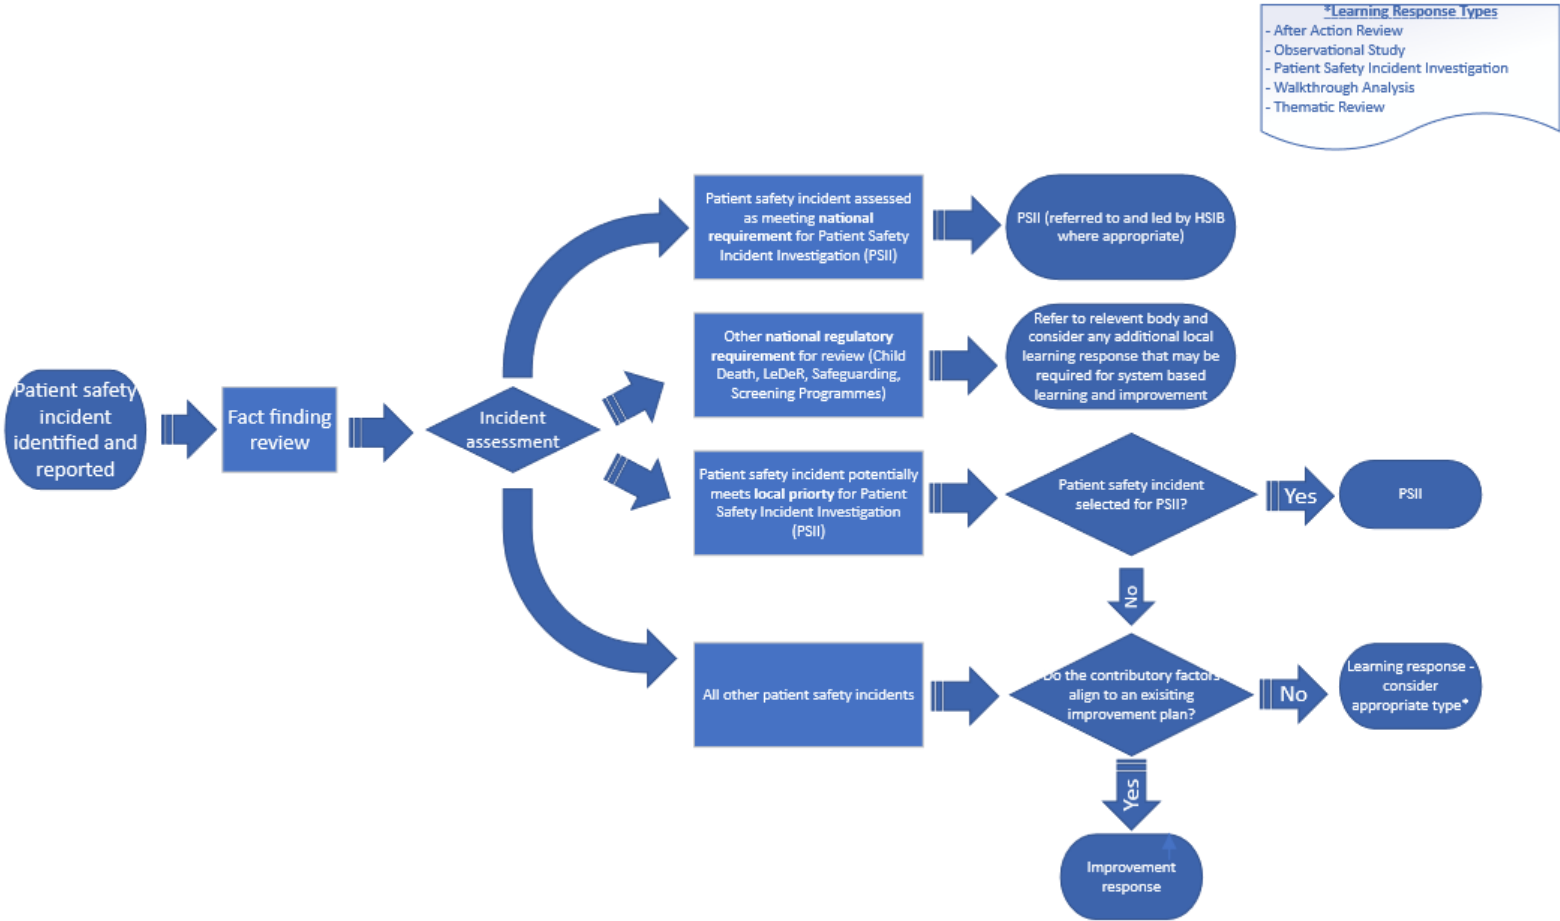 *Learning Response Types
- After Action Review
- Observational Study
- Patient Safety Incident Investigation
- Walkthrough Analysis
- Thematic Review
Patient safety
incident
identified and
reported
Fact finding
review
Incident
assessment
Patient safety incident assessed
as meeting national
requirement for Patient Safety
Incident Investigation (PSII)
PSII (referred to and led by HSIB
where appropriate)
Other national regulatory
requirement for review (Child
Death, LeDeR, Safeguarding,
Screening Programmes)
Refer to relevent body and
consider any additional local
learning response that may be
required for system based
learning and improvement
Patient safety incident potentially
meets local priorty for Patient
Safety Incident Investigation
(PSII)
Patient safety incident
selected for PSII?
Yes
PSII
No
All other patient safety incidents
Do the contributory factors
align to an exisiting
improvement plan?
No
Learning response -
consider
appropriate type*
Yes
Improvement
response